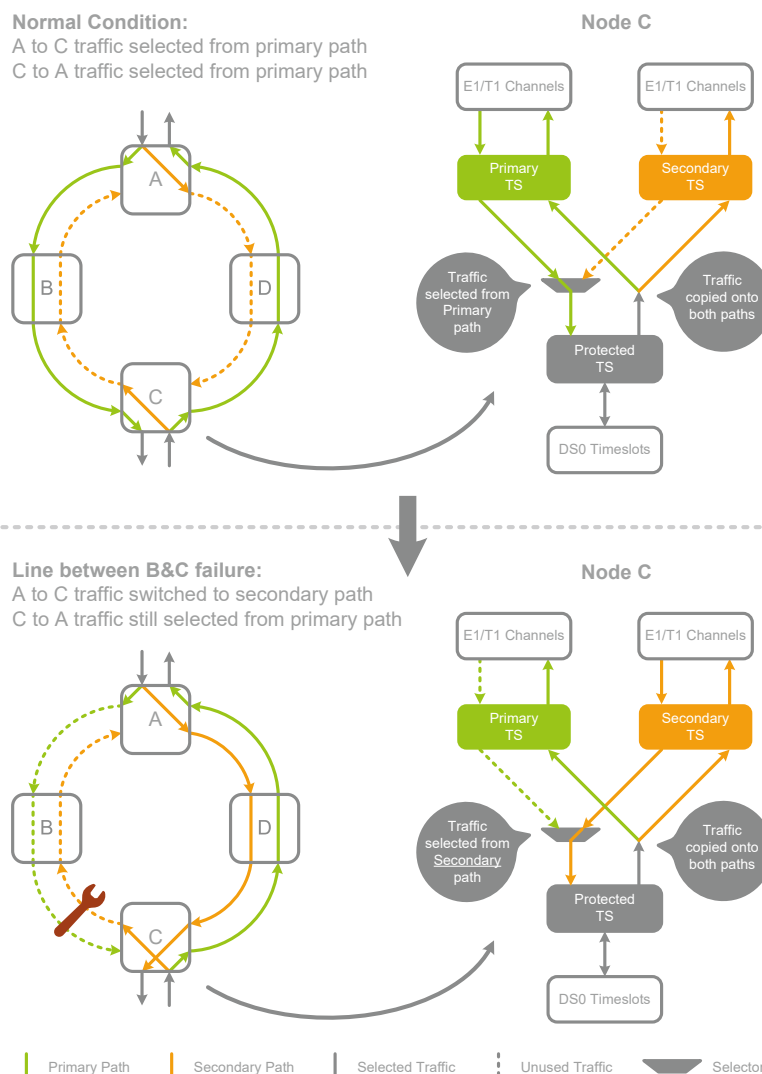 Normal Condition:
A to C traffic selected from primary path
C to A traffic selected from primary path
Node C
E1/T1 Channels
E1/T1 Channels
A
Primary
TS
Secondary
TS
B
D
Traffic
selected from
Primary
path
Traffic
copied onto
both paths
Protected
TS
C
DS0 Timeslots
Line between B&C failure:
A to C traffic switched to secondary path
C to A traffic still selected from primary path
Node C
E1/T1 Channels
E1/T1 Channels
A
Primary
TS
Secondary
TS
B
D
Traffic
selected from
Secondary
path
Traffic
copied onto
both paths
Protected
TS
C
DS0 Timeslots
Primary Path
Secondary Path
Selected Traffic
Unused Traffic
Selector